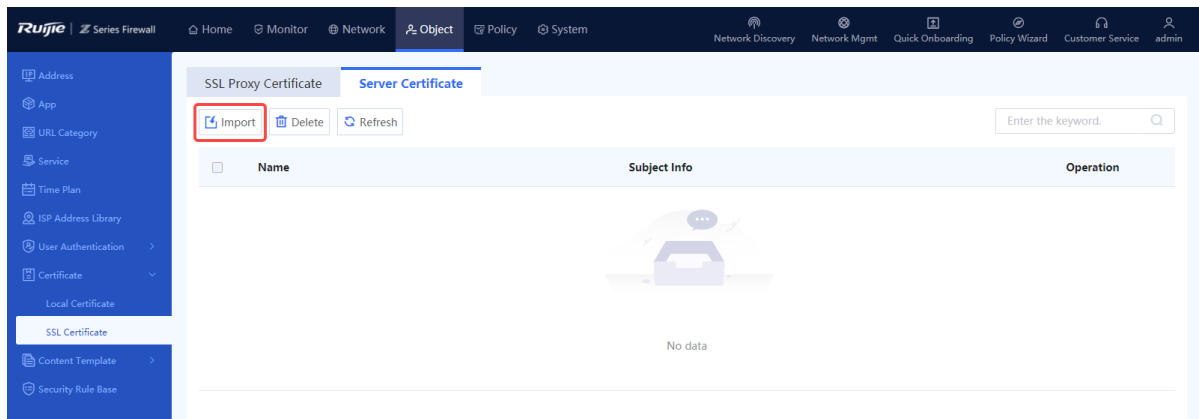 Ruijie | Z Series Firewall
Home Monitor Network Object Policy System
Network Discovery Network Mgmt Quick Onboarding Policy Wizard Customer Service admin
Address
App
URL Category
Service
Time Plan
ISP Address Library
User Authentication
Certificate
Local Certificate
SSL Certificate
Content Template
Security Rule Base
SSL Proxy Certificate Server Certificate
Import Delete Refresh Enter the keyword.
Name Subject Info Operation
No data